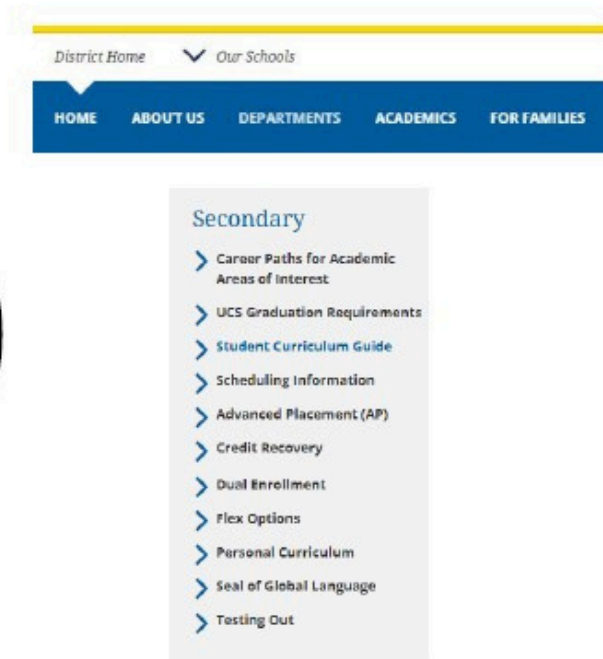 District Home Our Schools
HOME ABOUT US DEPARTMENTS ACADEMICS FOR FAMILIES
Secondary
Career Paths for Academic
Areas of Interest
UCS Graduation Requirements
Student Curriculum Guide
Scheduling Information
Advanced Placement (AP)
Credit Recovery
Dual Enrollment
Flex Options
Personal Curriculum
Seal of Global Language
Testing Out